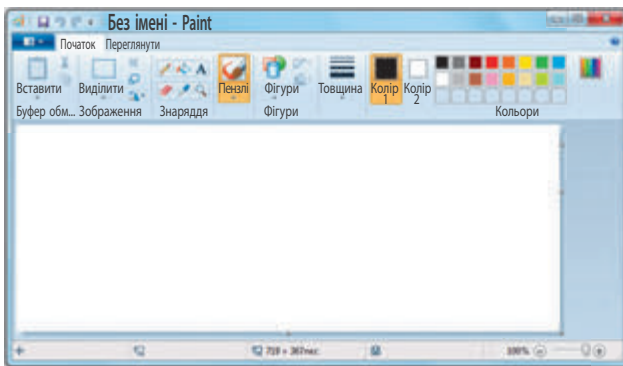 Без імені - Paint
Початок Переглянути
Вставити Виділити Пензлі Фігури Товщина Колір 1 Колір 2
Буфер обм... Зображення Знаряддя Фігури Кольори
100%